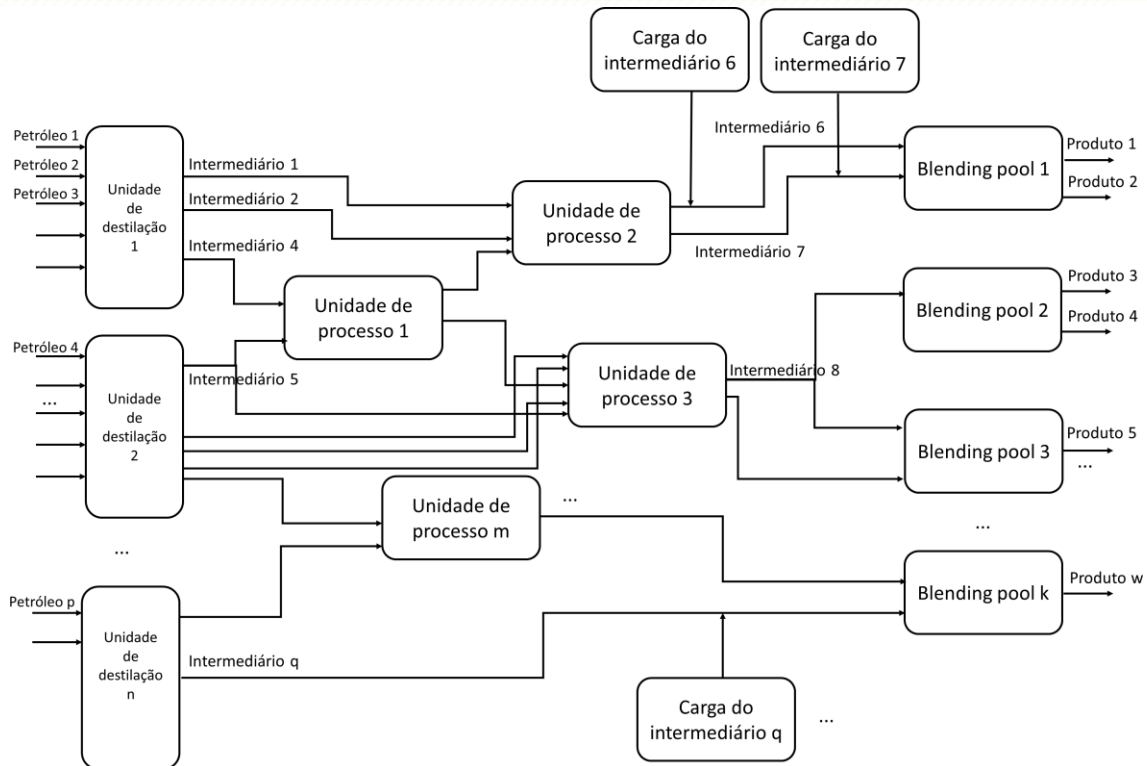 Carga do
intermediário 6
Carga do
intermediário 7
Petróleo 1
Petróleo 2
Petróleo 3
Unidade
de
destilação
1
Intermediário 1
Intermediário 2
Intermediário 4
Unidade de
processo 2
Intermediário 6
Intermediário 7
Blending pool 1
Produto 1
Produto 2
Unidade de
processo 1
Blending pool 2
Produto 3
Produto 4
Petróleo 4
...
Unidade
de
destilação
2
Intermediário 5
Unidade de
processo 3
Intermediário 8
Blending pool 3
Produto 5
...
Unidade de
processo m
...
...
...
Petróleo p
Unidade
de
destilação
n
Intermediário q
Blending pool k
Produto w
Carga do
intermediário q
...